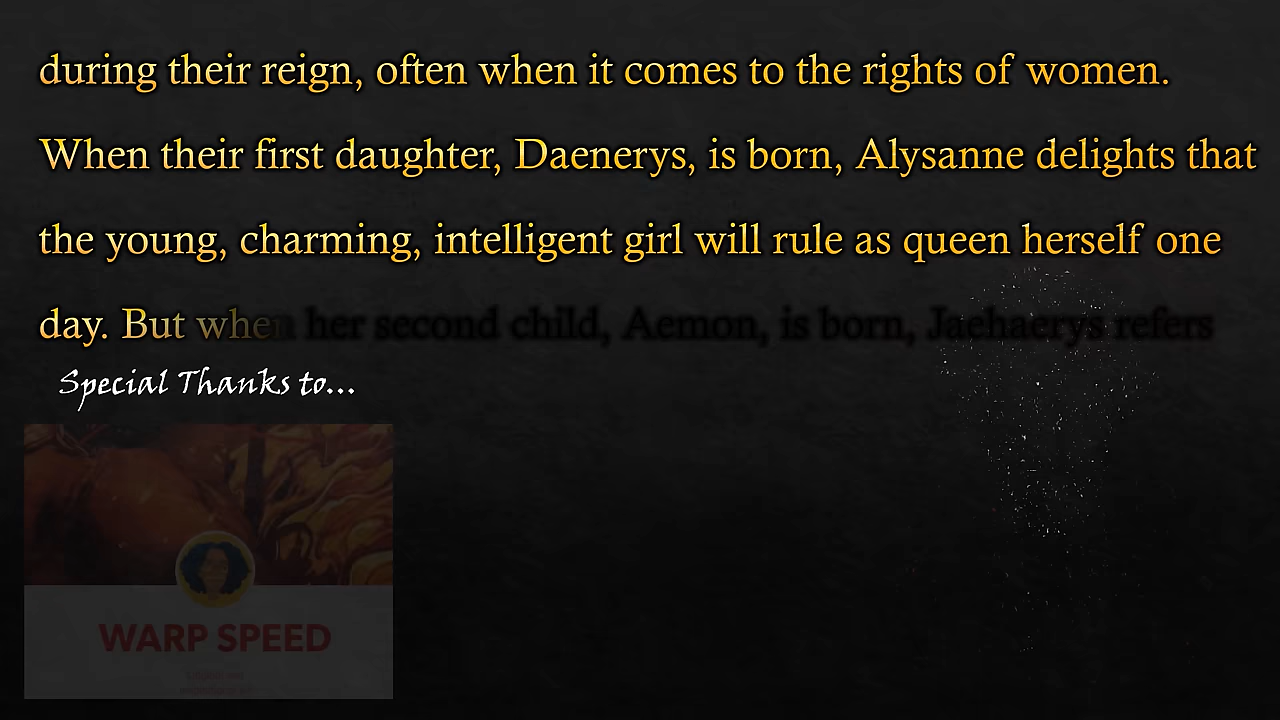 during their reign, often when it comes to the rights of women.
When their first daughter, Daenerys, is born, Alysanne delights that
the young, charming, intelligent girl will rule as queen herself one
day. But when her second child, Aemon, is born, Jaehaerys refers
Special Thanks to...
WARP SPEED